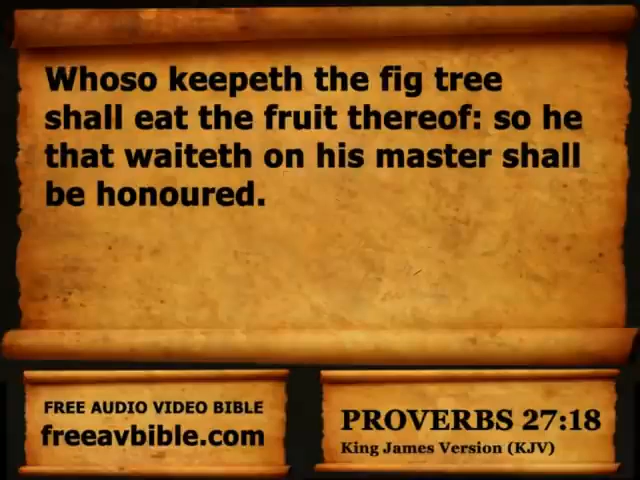 Whoso keepeth the fig tree
shall eat the fruit thereof: so he
that waiteth on his master shall
be honoured.
FREE AUDIO VIDEO BIBLE
freeavbible.com
PROVERBS 27:18
King James Version (KJV)